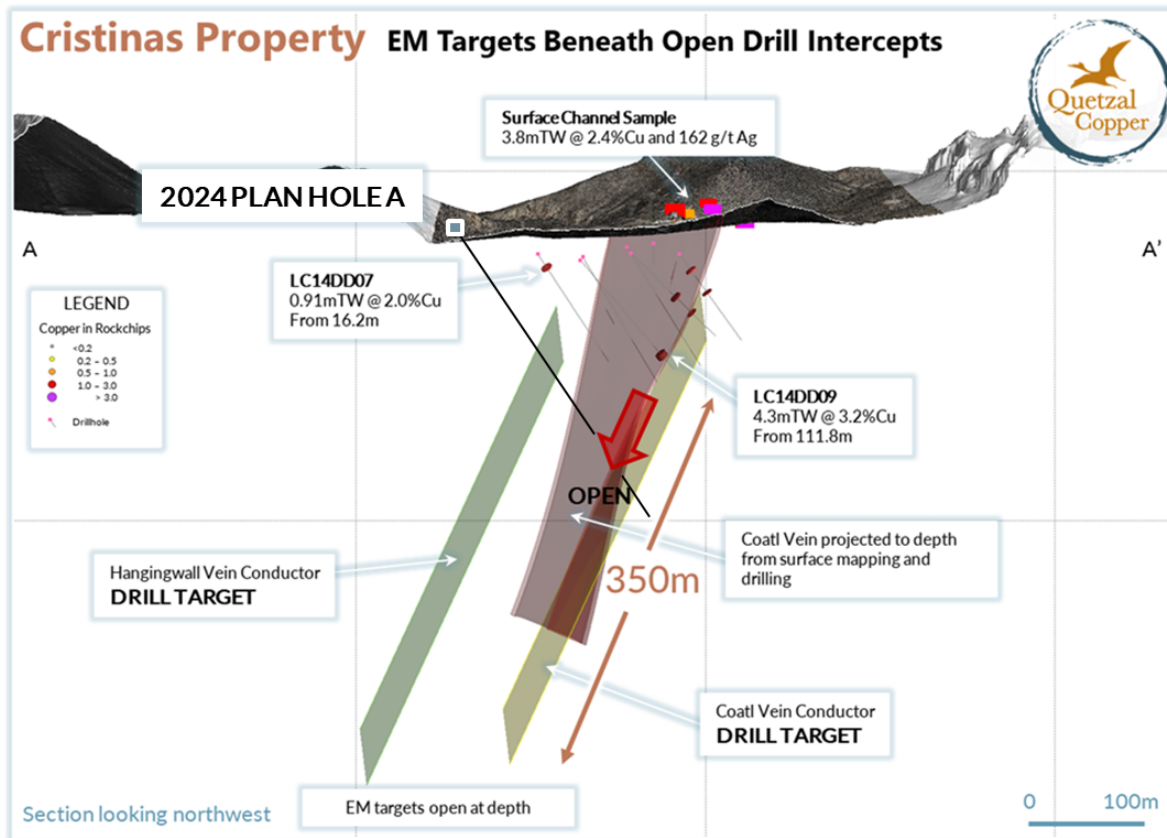 Cristinas Property EM Targets Beneath Open Drill Intercepts
Quetzal
Copper
Surface Channel Sample
3.8mTW @ 2.4%Cu and 162 g/t Ag
2024 PLAN HOLE A
A
A'
LC14DD07
0.91mTW @ 2.0%Cu
From 16.2m
LEGEND
Copper in Rockchips
<0.2
0.2 – 0.5
0.5 – 1.0
1.0 – 3.0
> 3.0
Drillhole
LC14DD09
4.3mTW @ 3.2%Cu
From 111.8m
OPEN
Coatl Vein projected to depth
from surface mapping and
drilling
350m
Hangingwall Vein Conductor
DRILL TARGET
Coatl Vein Conductor
DRILL TARGET
EM targets open at depth
Section looking northwest
0 100m